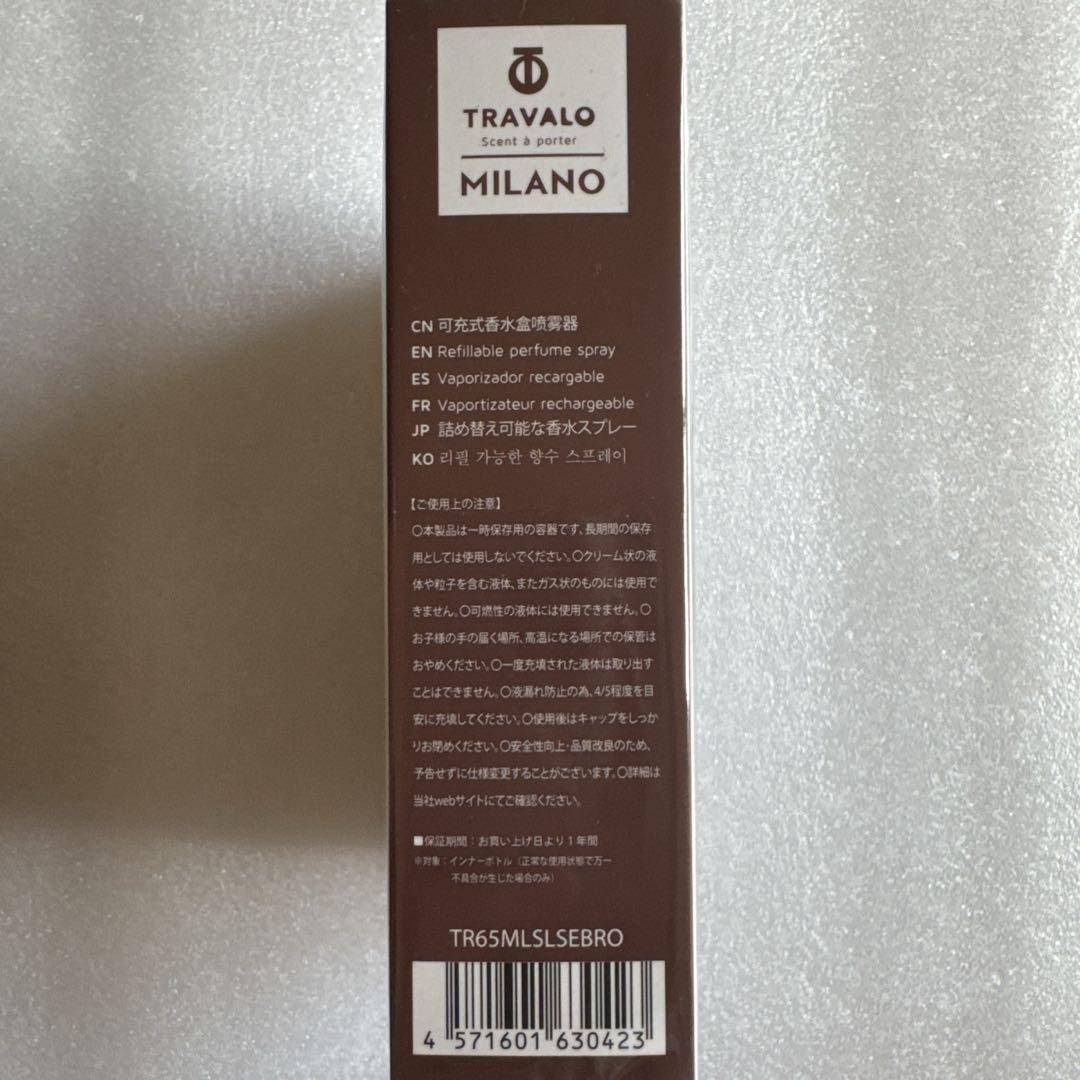 TRAVALO
Scent à porter
MILANO
CN 可充式香水盒喷雾器
EN Refillable perfume spray
ES Vaporizador recargable
FR Vaportizateur rechargeable
JP 詰め替え可能な香水スプレー
KO 리필 가능한 향수 스프레이
【ご使用上の注意】
〇本製品は一時保存用の容器です、長期間の保存
用としては使用しないでください。〇クリーム状の液
体や粒子を含む液体、またガス状のものには使用で
きません。〇可燃性の液体には使用できません。〇
お子様の手の届く場所、高温になる場所での保管は
おやめください。〇一度充填された液体は取り出す
ことはできません。〇液漏れ防止の為、4/5程度を目
安に充填してください。〇使用後はキャップをしっか
りお閉めください。〇安全性向上・品質改良のため、
予告せずに仕様変更することがございます。〇詳細は
当社webサイトにてご確認ください。
■保証期間：お買い上げ日より1年間
※対象：インナーボトル（正常な使用状態で万一
不具合が生じた場合のみ）
TR65MLSLSEBRO
4 571601 630423